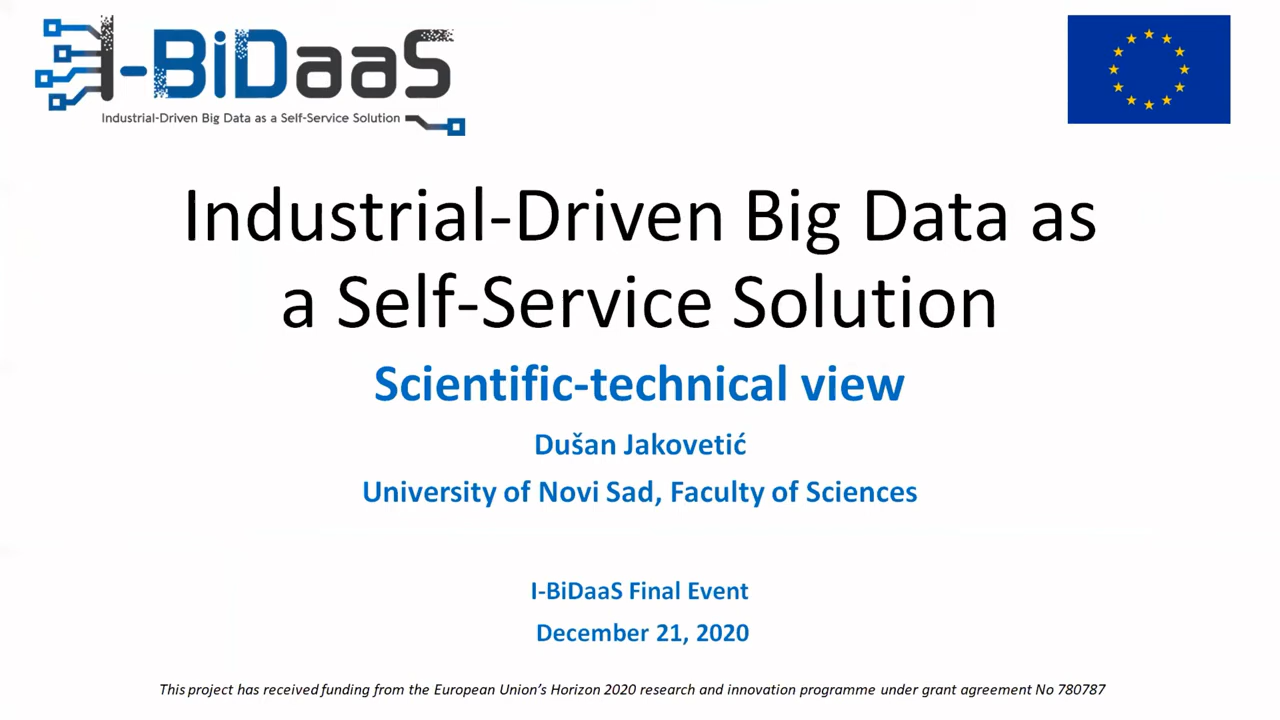 I-BiDaaS
Industrial-Driven Big Data as a Self-Service Solution
Industrial-Driven Big Data as
a Self-Service Solution
Scientific-technical view
Dušan Jakovetić
University of Novi Sad, Faculty of Sciences
I-BiDaaS Final Event
December 21, 2020
This project has received funding from the European Union’s Horizon 2020 research and innovation programme under grant agreement No 780787